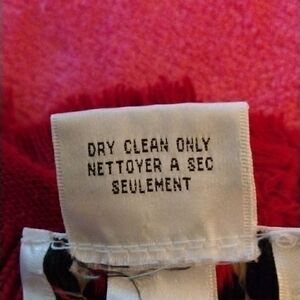 DRY CLEAN ONLY
NETTOYER A SEC
SEULEMENT